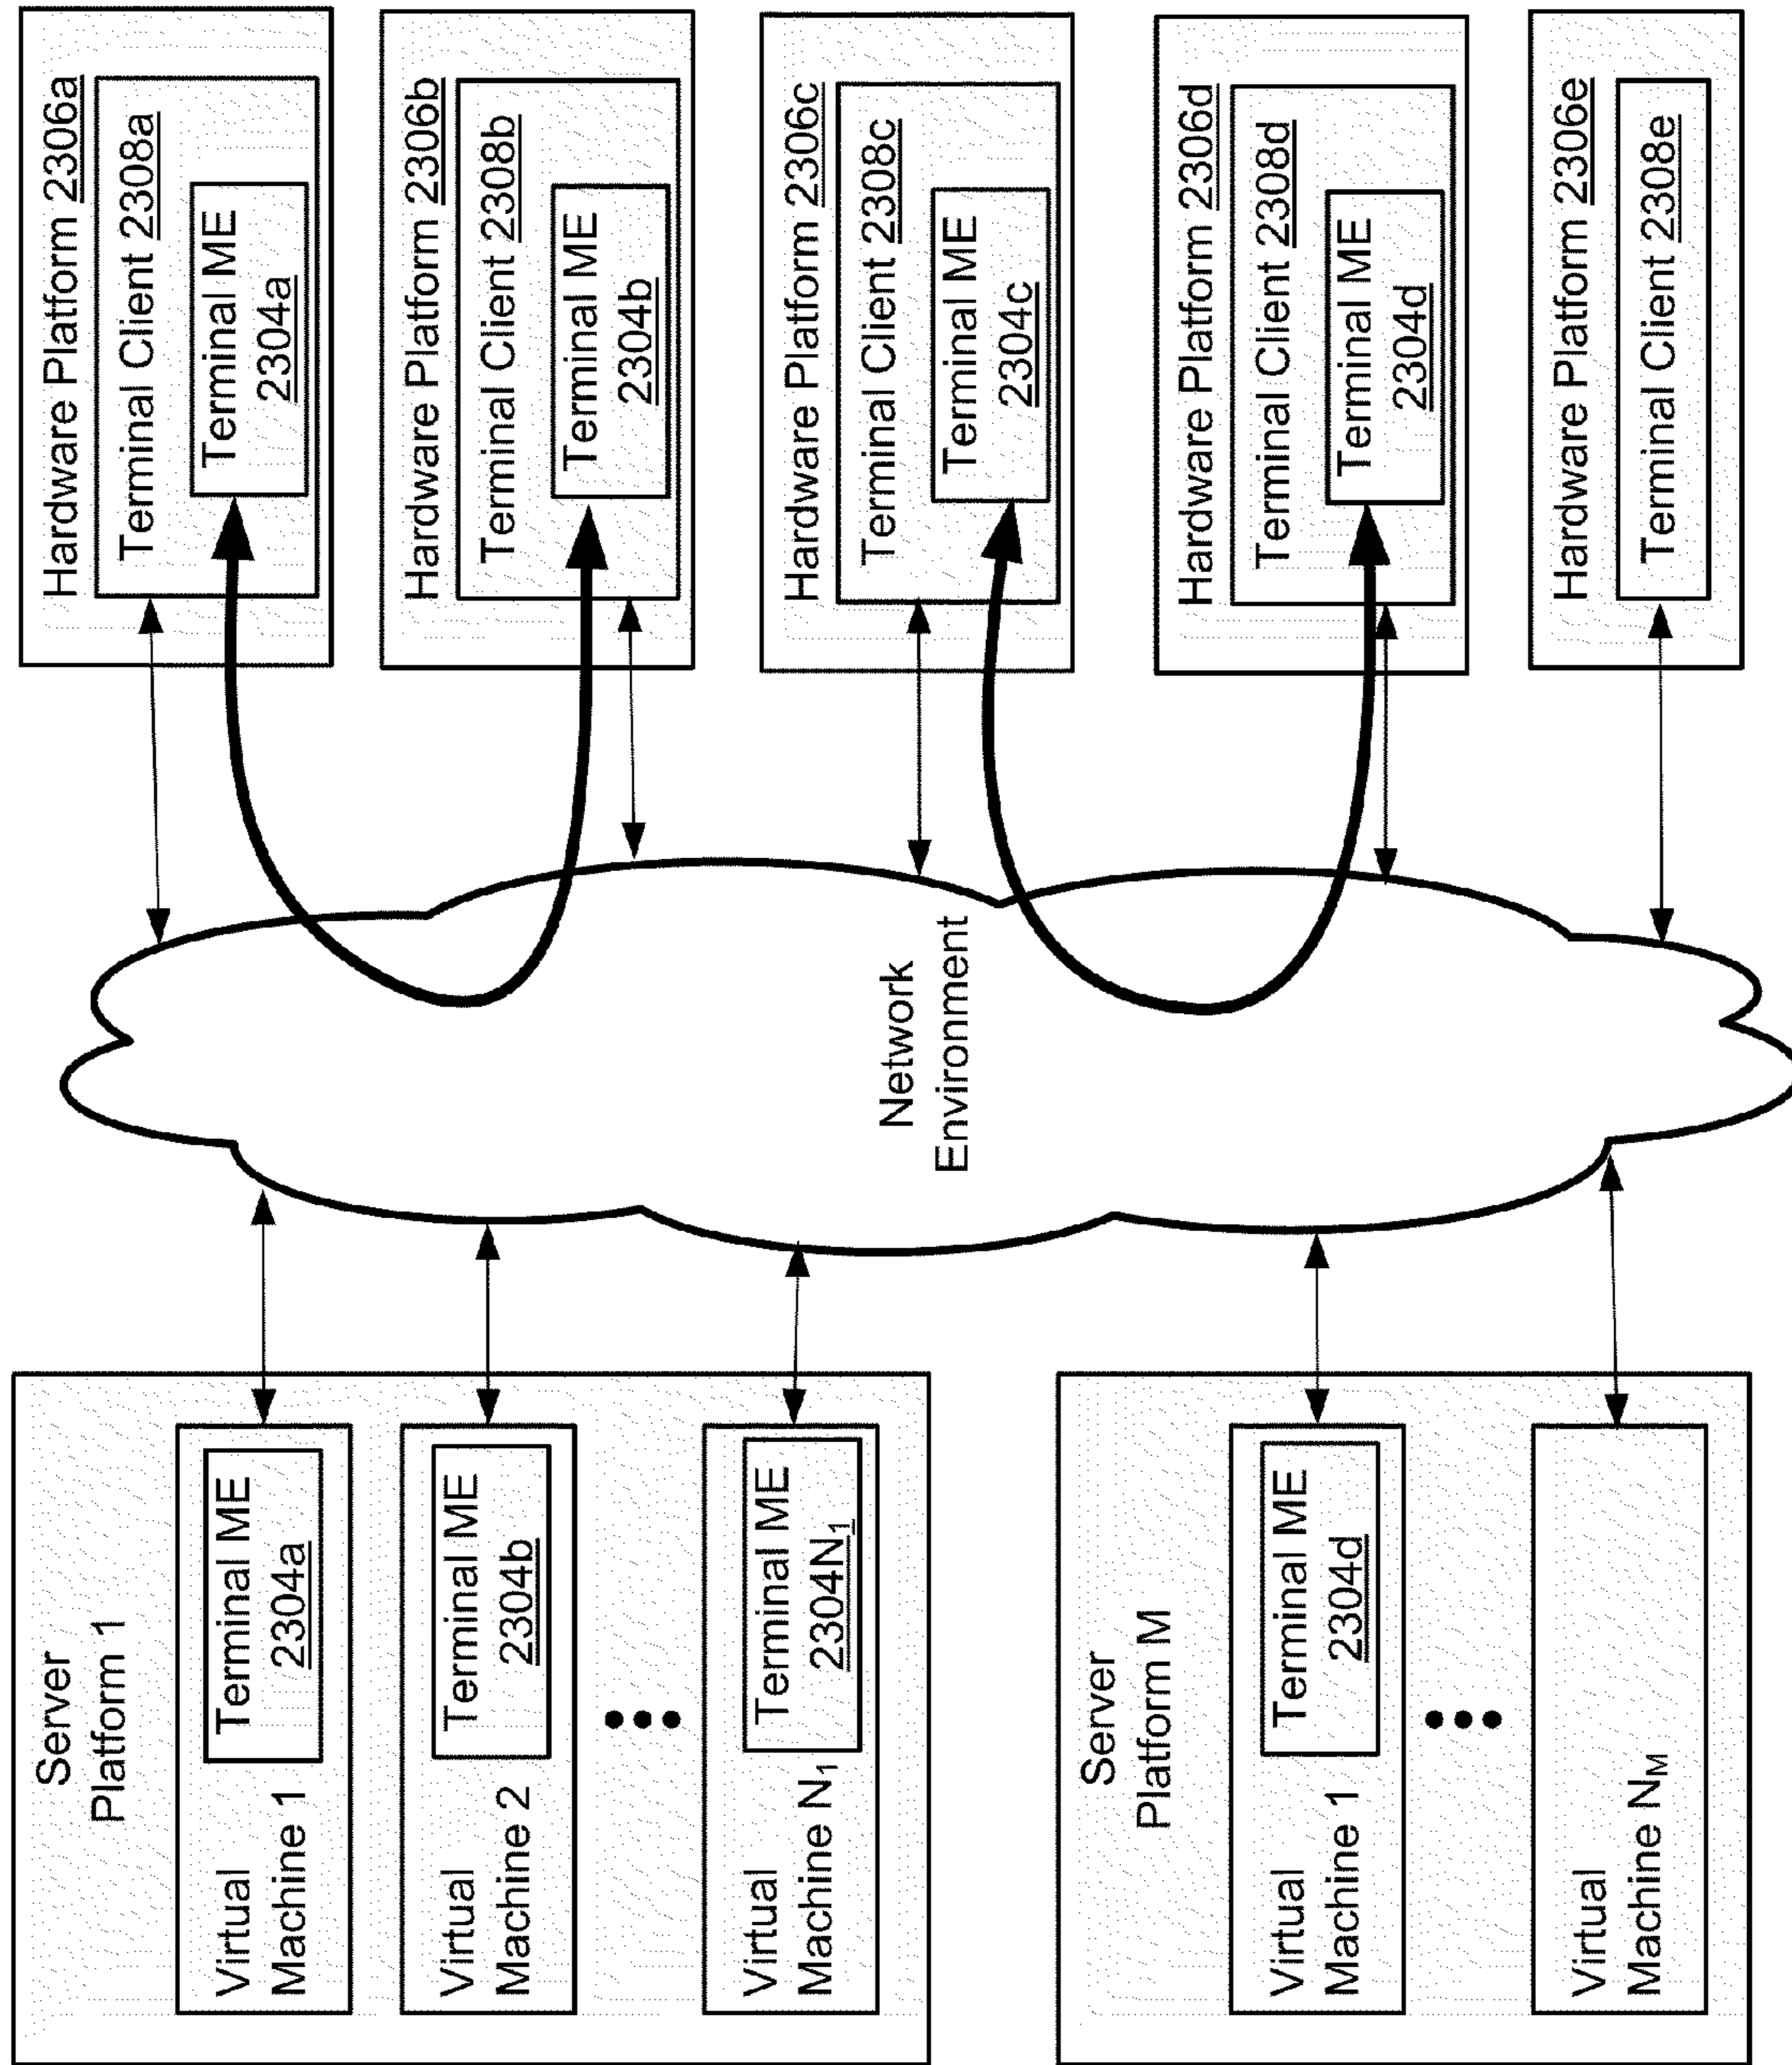 Server
Platform 1
Virtual
Machine 1
Terminal ME
2304a
Virtual
Machine 2
Terminal ME
2304b
•••
Virtual
Machine N₁
Terminal ME
2304N₁
Server
Platform M
Virtual
Machine 1
Terminal ME
2304d
•••
Virtual
Machine Nₘ
Network
Environment
Hardware Platform 2306a
Terminal Client 2308a
Terminal ME
2304a
Hardware Platform 2306b
Terminal Client 2308b
Terminal ME
2304b
Hardware Platform 2306c
Terminal Client 2308c
Terminal ME
2304c
Hardware Platform 2306d
Terminal Client 2308d
Terminal ME
2304d
Hardware Platform 2306e
Terminal Client 2308e